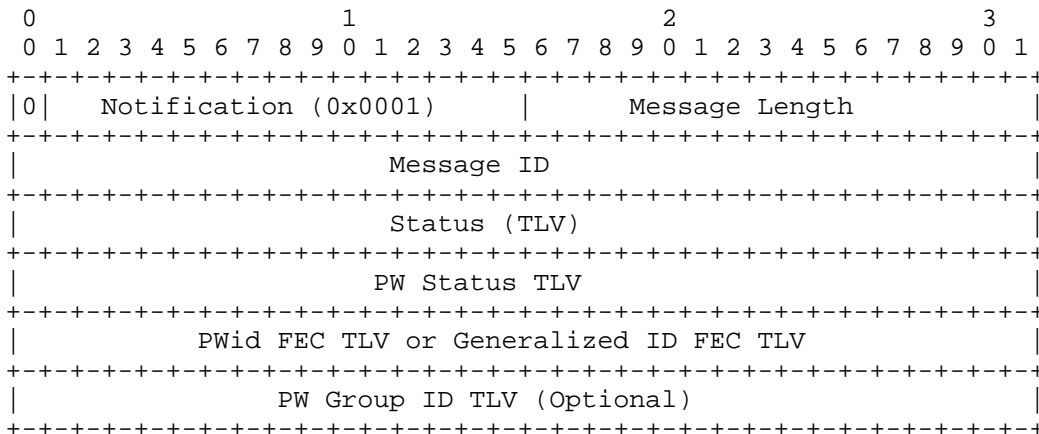 0                   1                   2                   3
 0 1 2 3 4 5 6 7 8 9 0 1 2 3 4 5 6 7 8 9 0 1 2 3 4 5 6 7 8 9 0 1
+-+-+-+-+-+-+-+-+-+-+-+-+-+-+-+-+-+-+-+-+-+-+-+-+-+-+-+-+-+-+-+-+
|0|   Notification (0x0001)     |      Message Length           |
+-+-+-+-+-+-+-+-+-+-+-+-+-+-+-+-+-+-+-+-+-+-+-+-+-+-+-+-+-+-+-+-+
|                       Message ID                              |
+-+-+-+-+-+-+-+-+-+-+-+-+-+-+-+-+-+-+-+-+-+-+-+-+-+-+-+-+-+-+-+-+
|                       Status (TLV)                            |
+-+-+-+-+-+-+-+-+-+-+-+-+-+-+-+-+-+-+-+-+-+-+-+-+-+-+-+-+-+-+-+-+
|                      PW Status TLV                            |
+-+-+-+-+-+-+-+-+-+-+-+-+-+-+-+-+-+-+-+-+-+-+-+-+-+-+-+-+-+-+-+-+
|           PWid FEC TLV or Generalized ID FEC TLV              |
+-+-+-+-+-+-+-+-+-+-+-+-+-+-+-+-+-+-+-+-+-+-+-+-+-+-+-+-+-+-+-+-+
|                PW Group ID TLV (Optional)                     |
+-+-+-+-+-+-+-+-+-+-+-+-+-+-+-+-+-+-+-+-+-+-+-+-+-+-+-+-+-+-+-+-+